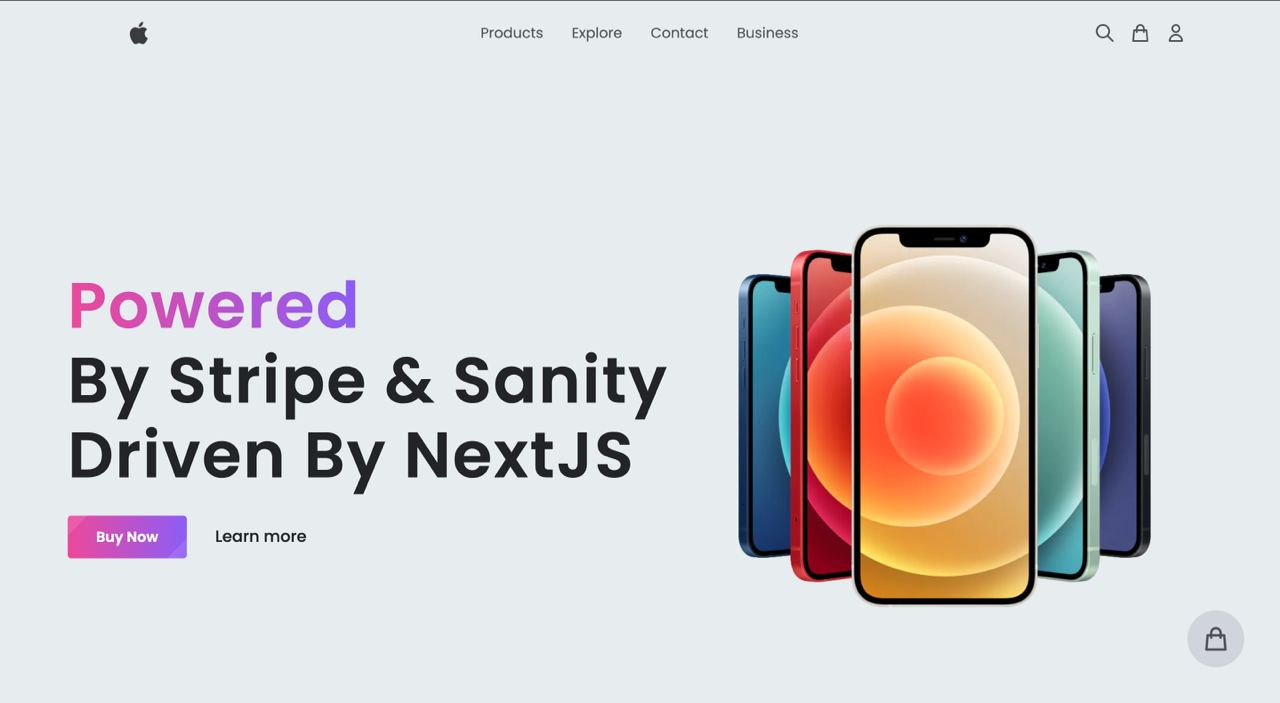 Products Explore Contact Business
Powered
By Stripe & Sanity
Driven By NextJS
Buy Now Learn more